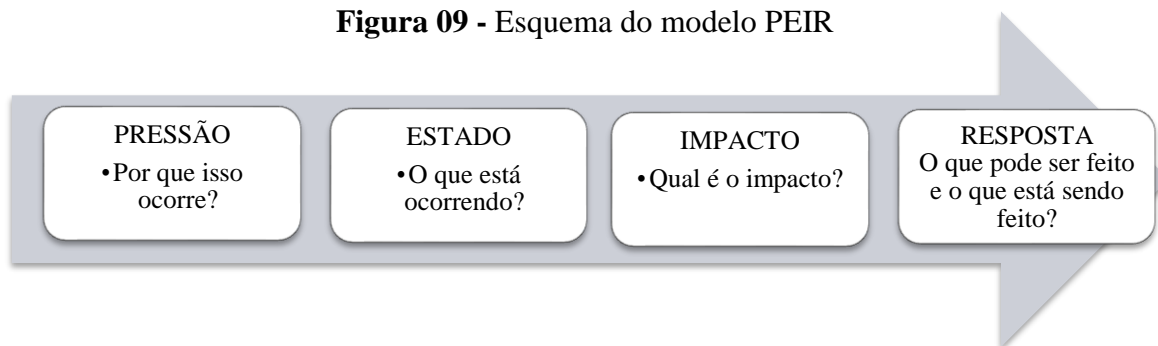 Figura 09 - Esquema do modelo PEIR
PRESSÃO
•Por que isso
ocorre?
ESTADO
•O que está
ocorrendo?
IMPACTO
•Qual é o impacto?
RESPOSTA
O que pode ser feito
e o que está sendo
feito?